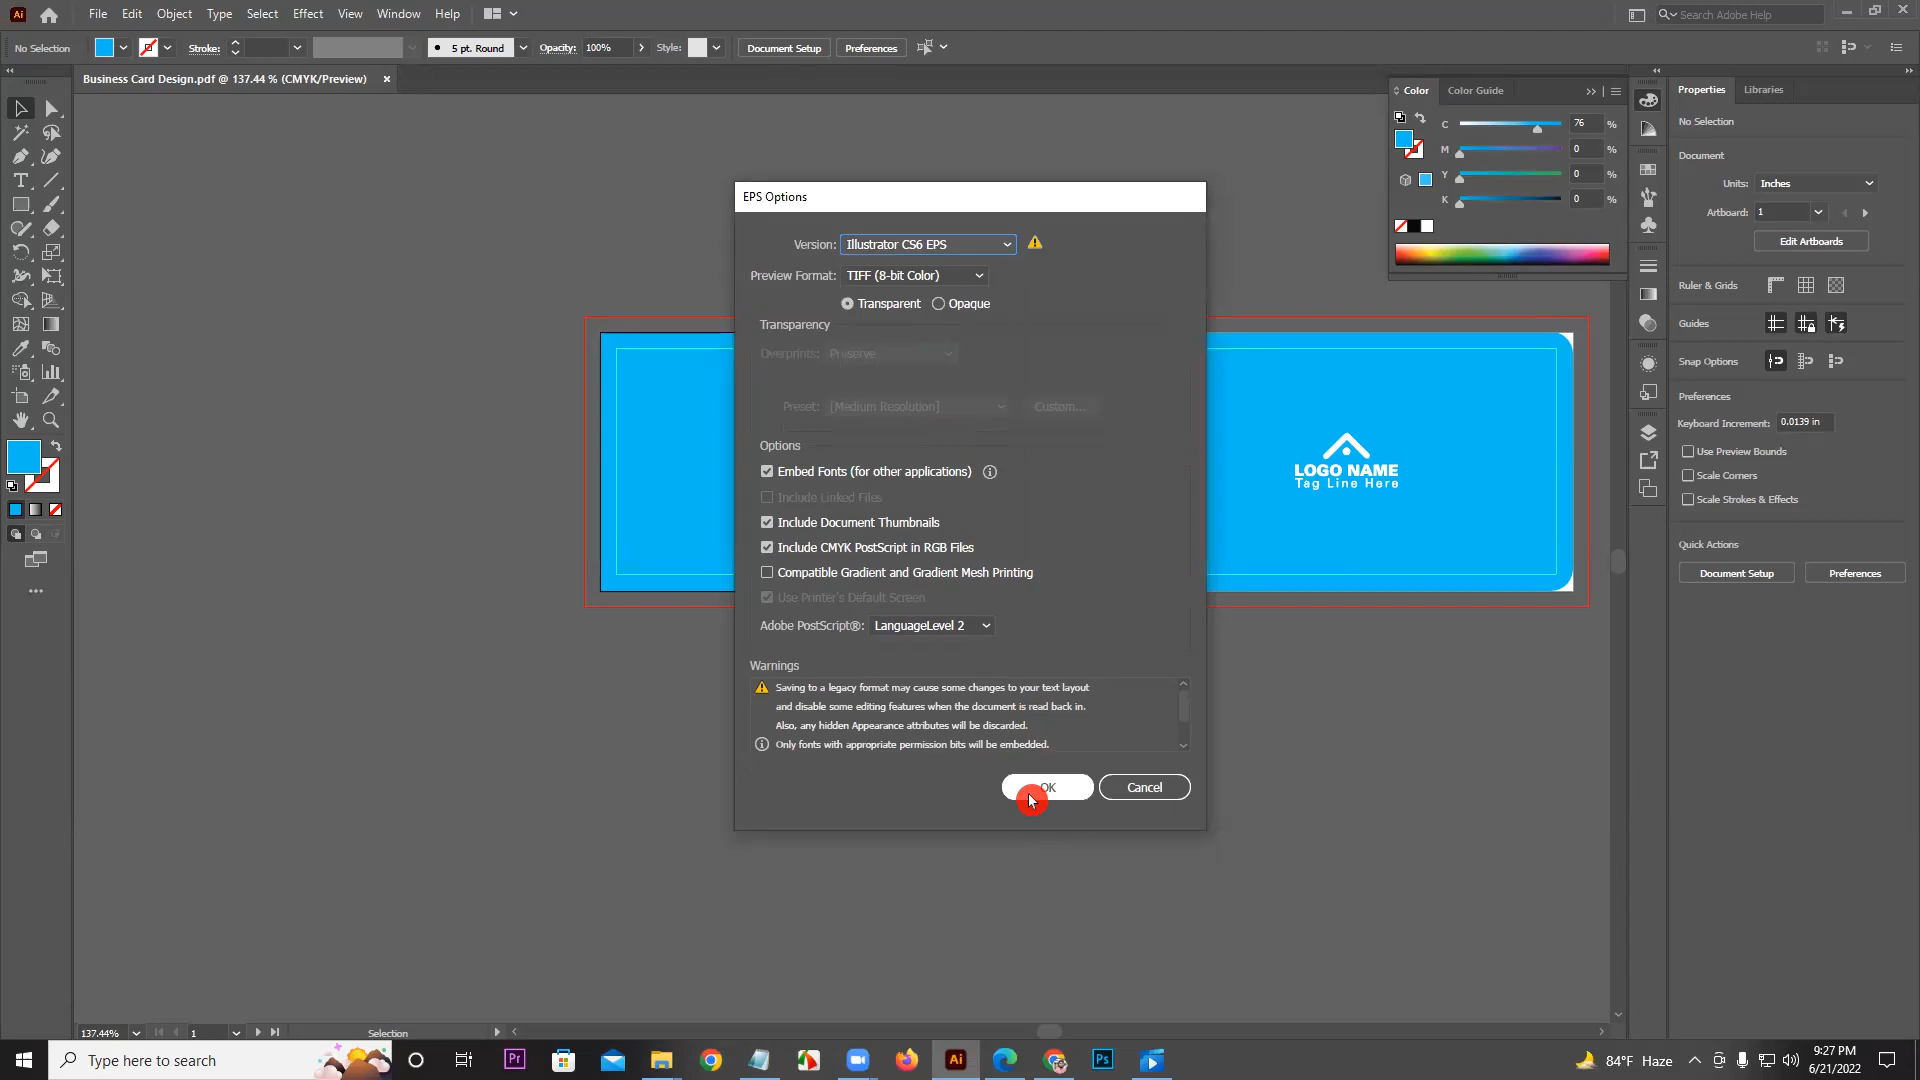 Ai File Edit Object Type Select Effect View Window Help Search Adobe Help
No Selection Stroke: 5 pt. Round Opacity: 100% Style: Document Setup Preferences
Business Card Design.pdf @ 137.44 % (CMYK/Preview)
Color Color Guide
C 76 %
M 0 %
Y 0 %
K 0 %
Properties Libraries
No Selection
Document
Units: Inches
Artboard: 1
Edit Artboards
Ruler & Grids
Guides
Snap Options
Preferences
Keyboard Increment: 0.0139 in
Use Preview Bounds
Scale Corners
Scale Strokes & Effects
Quick Actions
Document Setup Preferences
EPS Options
Version: Illustrator CS6 EPS
Preview Format: TIFF (8-bit Color)
Transparent Opaque
Transparency
Overprints: Preserve
Preset: [Medium Resolution] Custom...
Options
Embed Fonts (for other applications)
Include Linked Files
Include Document Thumbnails
Include CMYK PostScript in RGB Files
Compatible Gradient and Gradient Mesh Printing
Use Printer's Default Screen
Adobe PostScript®: LanguageLevel 2
Warnings
Saving to a legacy format may cause some changes to your text layout
and disable some editing features when the document is read back in.
Also, any hidden Appearance attributes will be discarded.
Only fonts with appropriate permission bits will be embedded.
OK Cancel
LOGO NAME
Tag Line Here
137.44% 1 Selection
Type here to search
Pr Ai Ps
84°F Haze
9:27 PM
6/21/2022